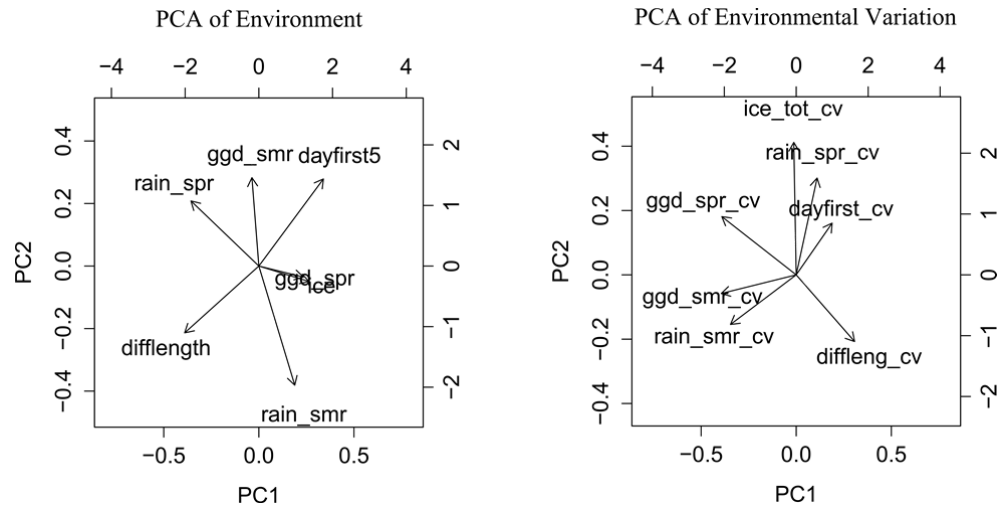 PCA of Environment
−4 −2 0 2 4
0.4
0.2
0.0
−0.2
−0.4
PC2
ggd_smr
dayfirst5
rain_spr
ggd_spr
ice
difflength
rain_smr
2
1
0
−1
−2
−0.5 0.0 0.5
PC1
PCA of Environmental Variation
−4 −2 0 2 4
0.4
0.2
0.0
−0.2
−0.4
PC2
ice_tot_cv
rain_spr_cv
ggd_spr_cv
dayfirst_cv
ggd_smr_cv
rain_smr_cv
diffleng_cv
2
1
0
−1
−2
−0.5 0.0 0.5
PC1